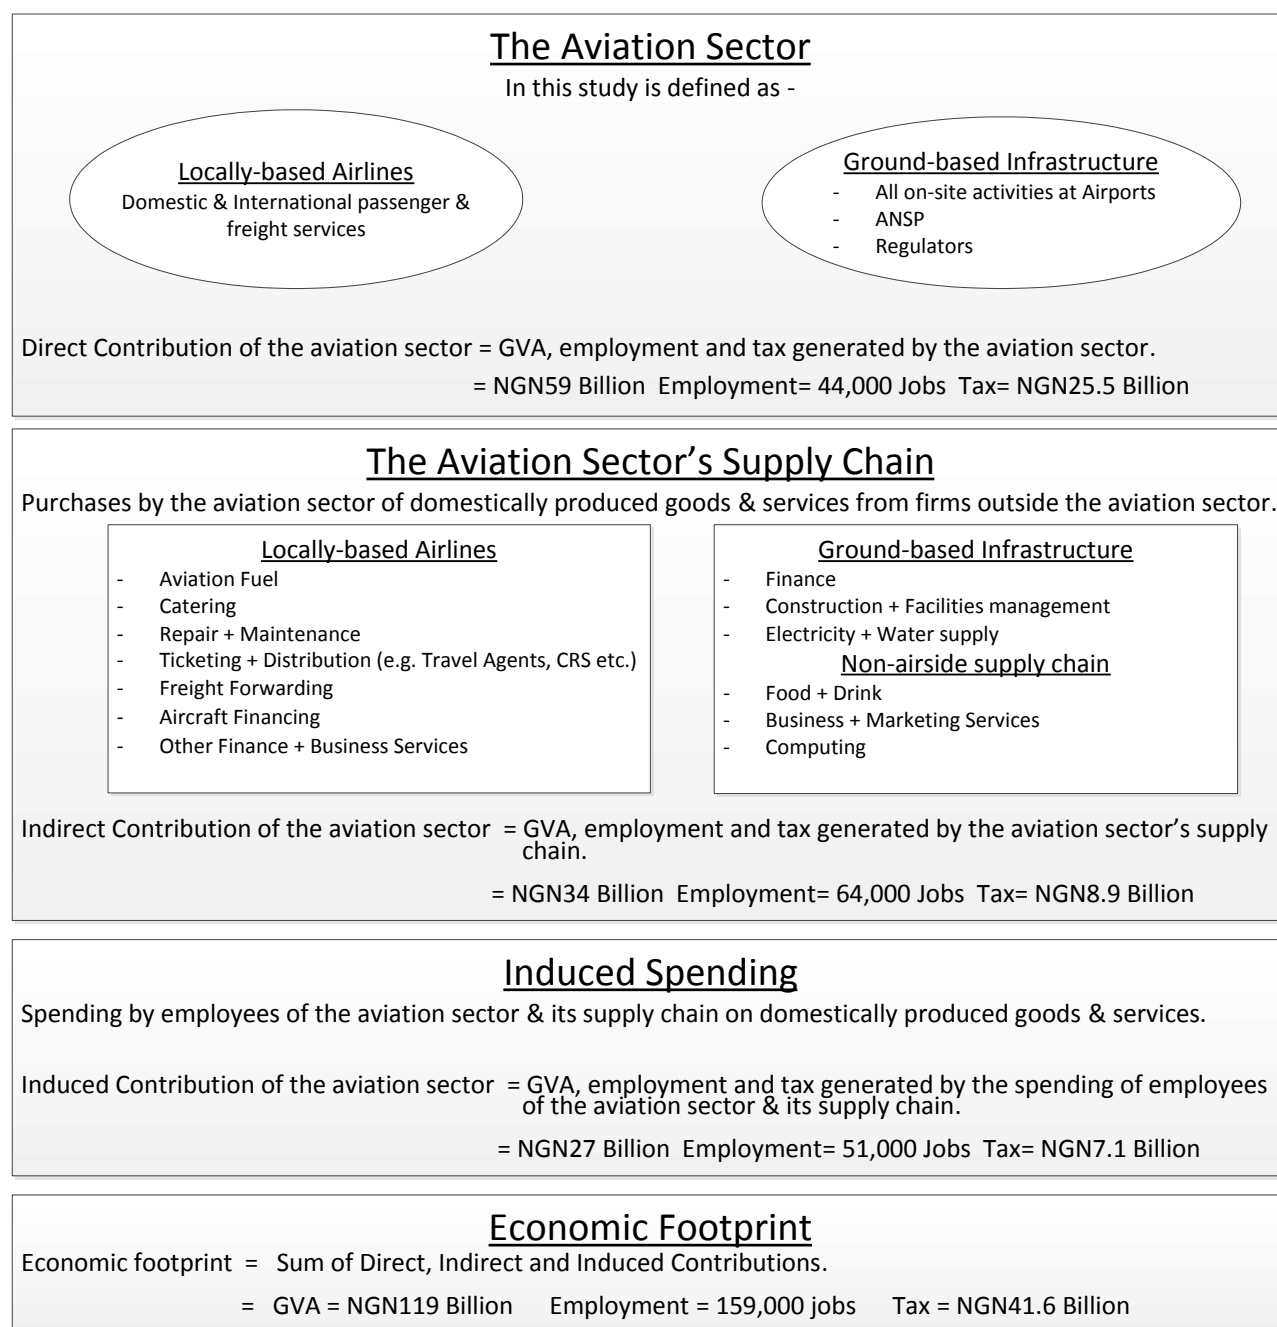 The Aviation Sector
In this study is defined as -
Locally-based Airlines
Domestic & International passenger &
freight services
Ground-based Infrastructure
- All on-site activities at Airports
- ANSP
- Regulators
Direct Contribution of the aviation sector = GVA, employment and tax generated by the aviation sector.
= NGN59 Billion Employment= 44,000 Jobs Tax= NGN25.5 Billion
The Aviation Sector’s Supply Chain
Purchases by the aviation sector of domestically produced goods & services from firms outside the aviation sector.
Locally-based Airlines
- Aviation Fuel
- Catering
- Repair + Maintenance
- Ticketing + Distribution (e.g. Travel Agents, CRS etc.)
- Freight Forwarding
- Aircraft Financing
- Other Finance + Business Services
Ground-based Infrastructure
- Finance
- Construction + Facilities management
- Electricity + Water supply
Non-airside supply chain
- Food + Drink
- Business + Marketing Services
- Computing
Indirect Contribution of the aviation sector = GVA, employment and tax generated by the aviation sector’s supply
chain.
= NGN34 Billion Employment= 64,000 Jobs Tax= NGN8.9 Billion
Induced Spending
Spending by employees of the aviation sector & its supply chain on domestically produced goods & services.
Induced Contribution of the aviation sector = GVA, employment and tax generated by the spending of employees
of the aviation sector & its supply chain.
= NGN27 Billion Employment= 51,000 Jobs Tax= NGN7.1 Billion
Economic Footprint
Economic footprint = Sum of Direct, Indirect and Induced Contributions.
= GVA = NGN119 Billion Employment = 159,000 jobs Tax = NGN41.6 Billion